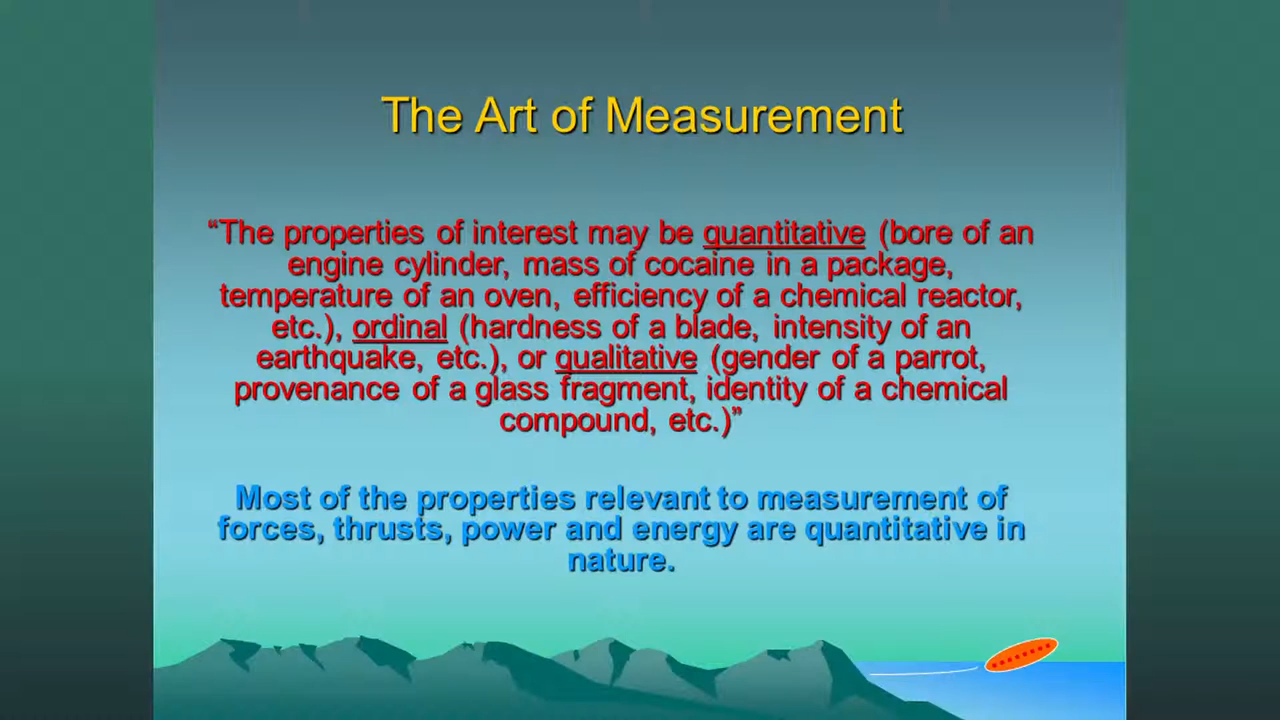 The Art of Measurement
“The properties of interest may be quantitative (bore of an
engine cylinder, mass of cocaine in a package,
temperature of an oven, efficiency of a chemical reactor,
etc.), ordinal (hardness of a blade, intensity of an
earthquake, etc.), or qualitative (gender of a parrot,
provenance of a glass fragment, identity of a chemical
compound, etc.)”
Most of the properties relevant to measurement of
forces, thrusts, power and energy are quantitative in
nature.